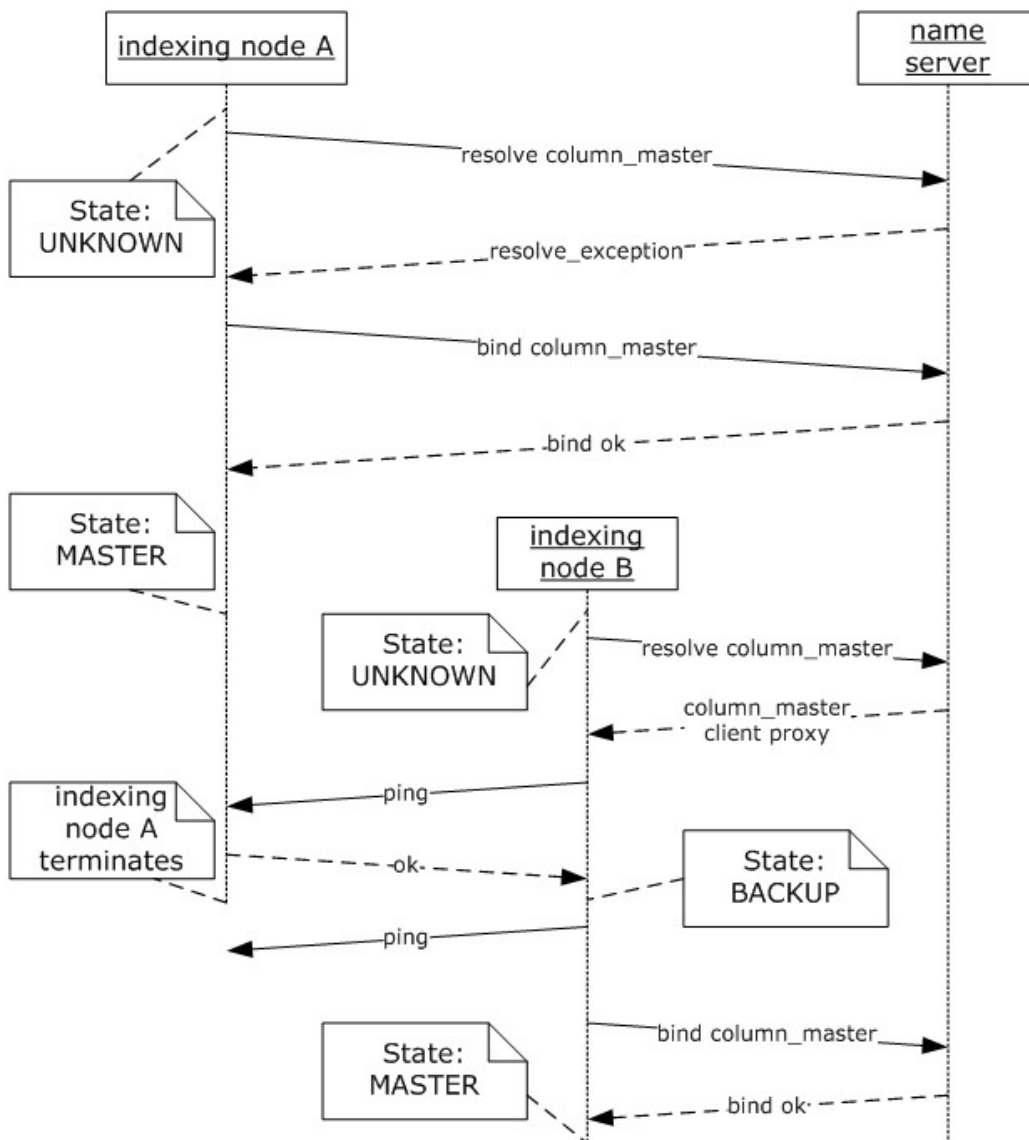 indexing node A
name
server
resolve column_master
State:
UNKNOWN
resolve_exception
bind column_master
bind ok
State:
MASTER
indexing
node B
State:
UNKNOWN
resolve column_master
column_master
client proxy
ping
indexing
node A
terminates
ok
State:
BACKUP
ping
bind column_master
State:
MASTER
bind ok